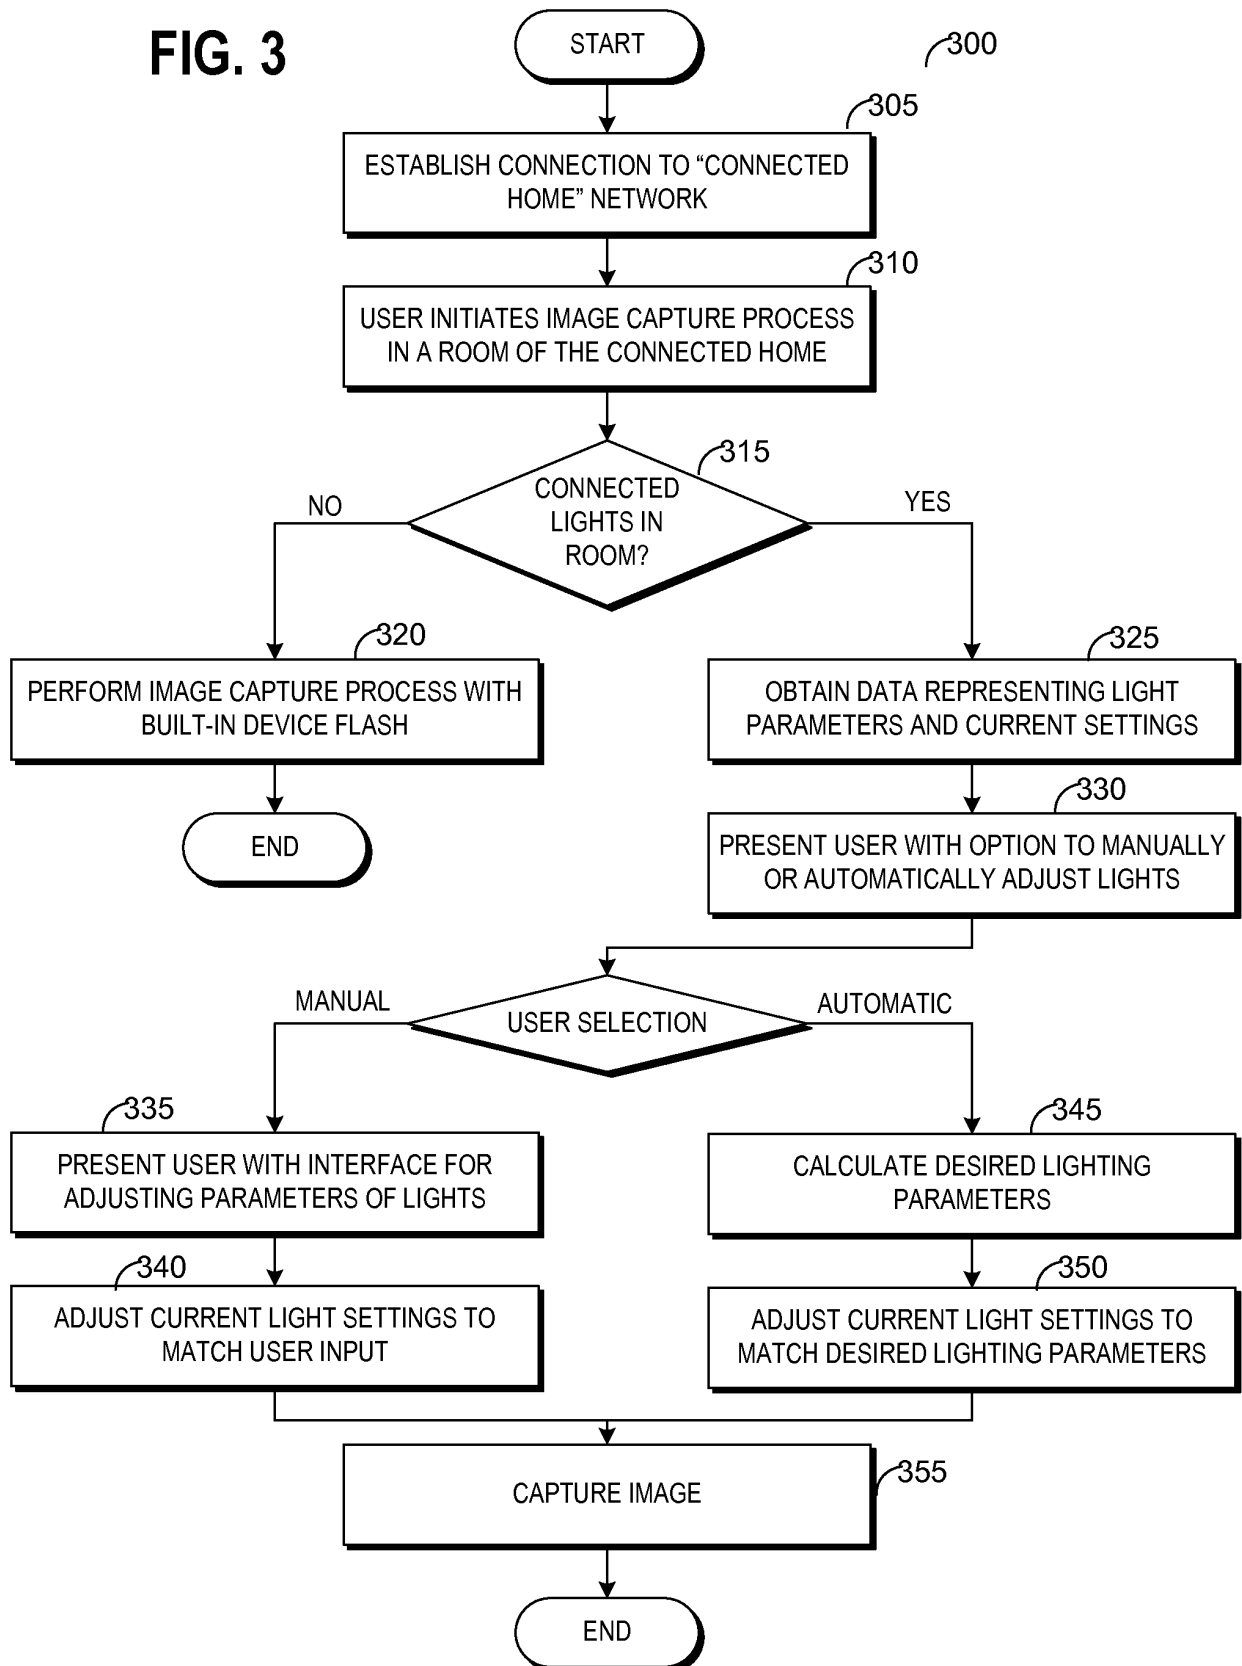 FIG. 3
START
300
305
ESTABLISH CONNECTION TO “CONNECTED
HOME” NETWORK
310
USER INITIATES IMAGE CAPTURE PROCESS
IN A ROOM OF THE CONNECTED HOME
315
CONNECTED
LIGHTS IN
ROOM?
NO
YES
320
PERFORM IMAGE CAPTURE PROCESS WITH
BUILT-IN DEVICE FLASH
END
325
OBTAIN DATA REPRESENTING LIGHT
PARAMETERS AND CURRENT SETTINGS
330
PRESENT USER WITH OPTION TO MANUALLY
OR AUTOMATICALLY ADJUST LIGHTS
USER SELECTION
MANUAL
AUTOMATIC
335
PRESENT USER WITH INTERFACE FOR
ADJUSTING PARAMETERS OF LIGHTS
340
ADJUST CURRENT LIGHT SETTINGS TO
MATCH USER INPUT
345
CALCULATE DESIRED LIGHTING
PARAMETERS
350
ADJUST CURRENT LIGHT SETTINGS TO
MATCH DESIRED LIGHTING PARAMETERS
CAPTURE IMAGE
355
END